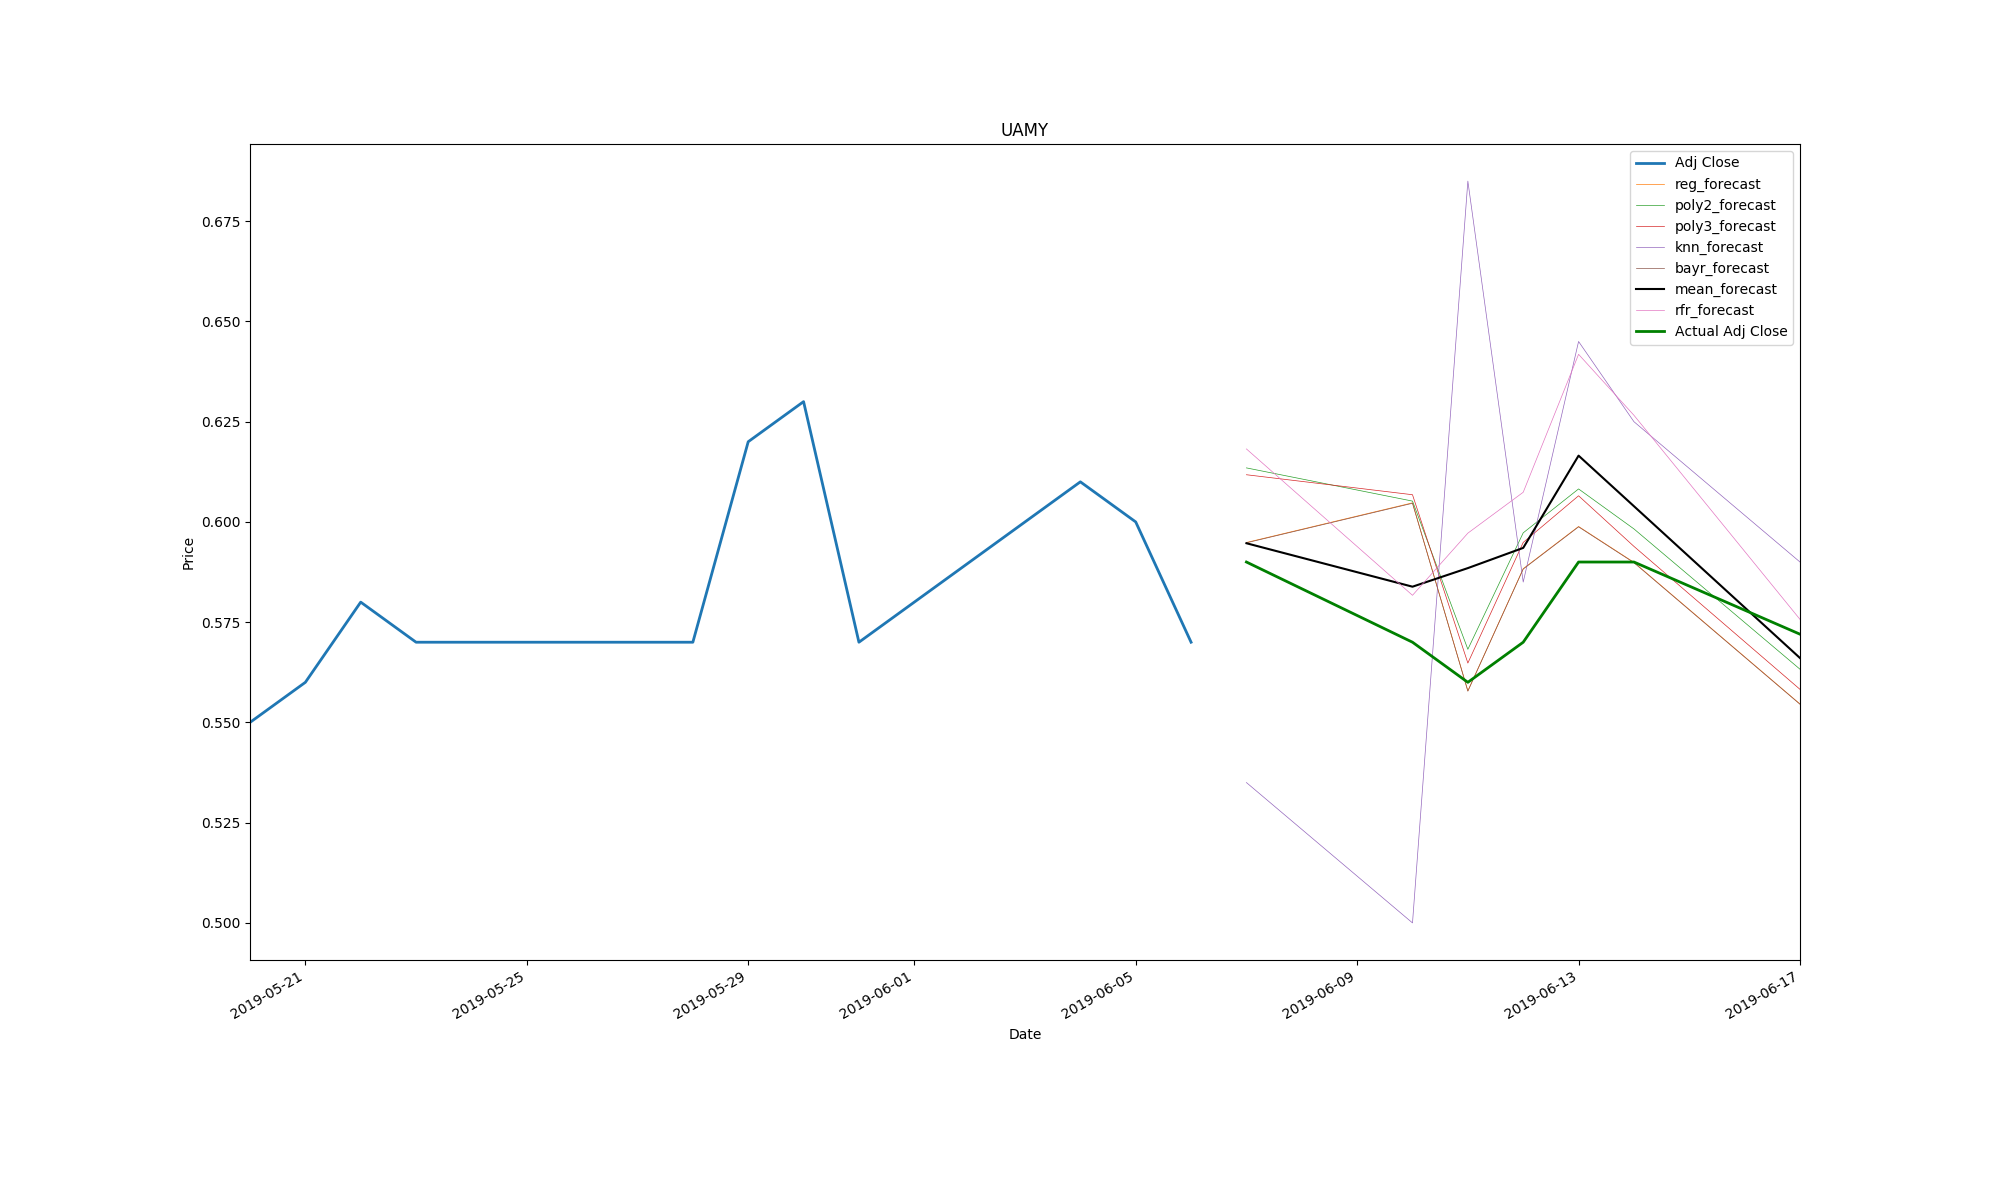 UAMY
Adj Close
reg_forecast
poly2_forecast
poly3_forecast
knn_forecast
bayr_forecast
mean_forecast
rfr_forecast
Actual Adj Close
0.675
0.650
0.625
0.600
0.575
0.550
0.525
0.500
Price
2019-05-21
2019-05-25
2019-05-29
2019-06-01
2019-06-05
2019-06-09
2019-06-13
2019-06-17
Date